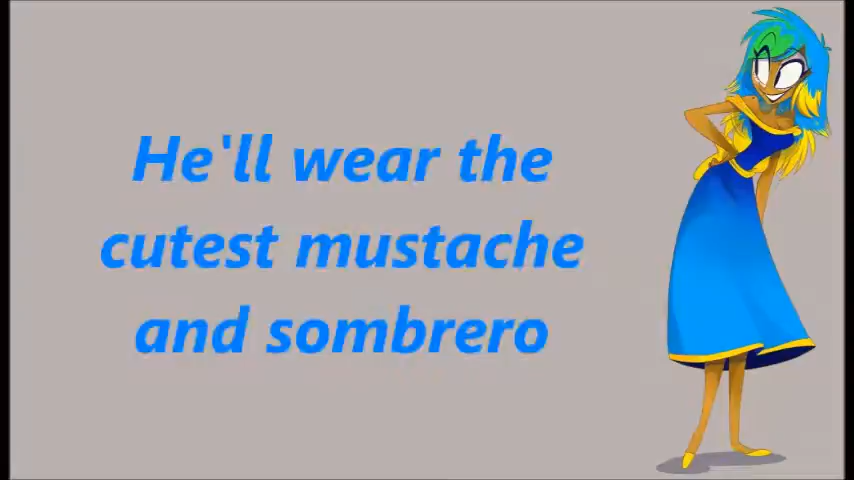 He'll wear the
cutest mustache
and sombrero